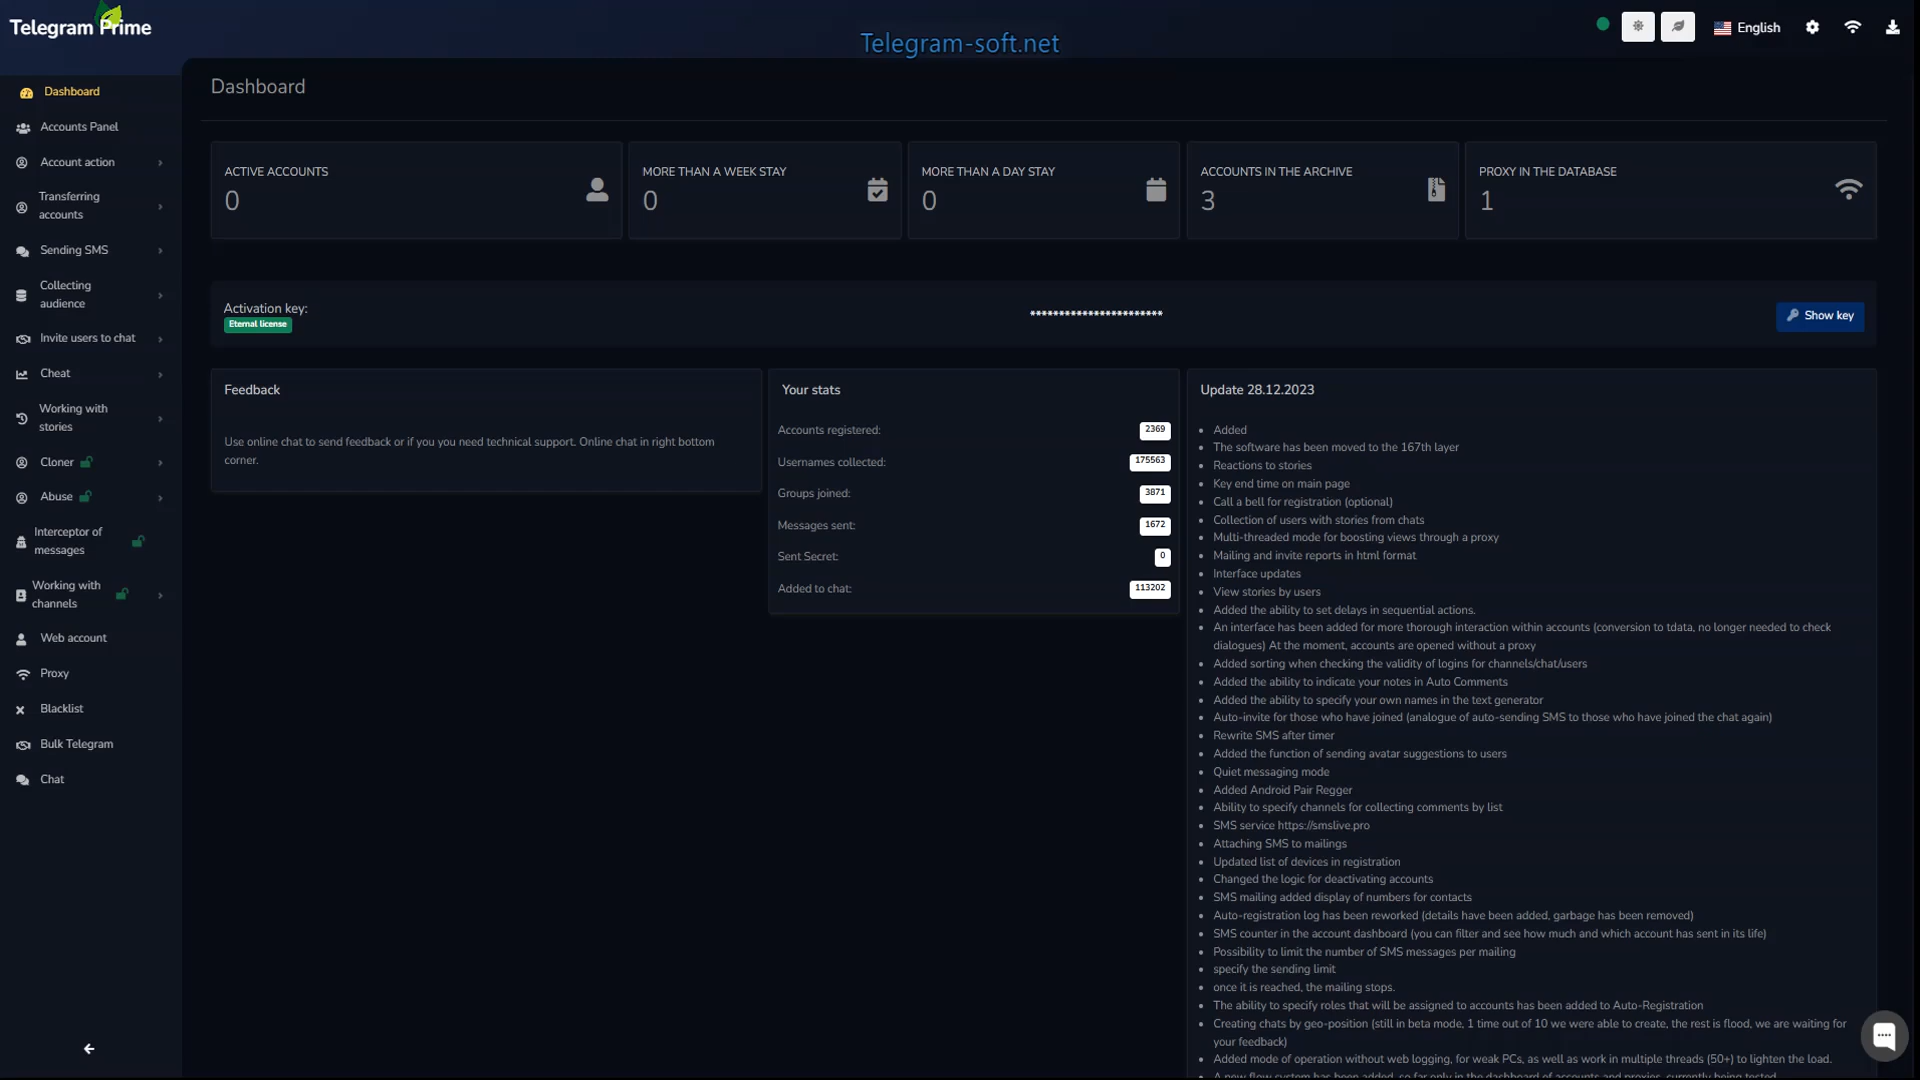 Telegram Prime
Telegram-soft.net
English
Dashboard
Accounts Panel
Account action
Transferring
accounts
Sending SMS
Collecting
audience
Invite users to chat
Cheat
Working with
stories
Cloner
Abuse
Interceptor of
messages
Working with
channels
Web account
Proxy
Blacklist
Bulk Telegram
Chat
Dashboard
ACTIVE ACCOUNTS
0
MORE THAN A WEEK STAY
0
MORE THAN A DAY STAY
0
ACCOUNTS IN THE ARCHIVE
3
PROXY IN THE DATABASE
1
Activation key:
Eternal license
***********************
Show key
Feedback
Use online chat to send feedback or if you you need technical support. Online chat in right bottom
corner.
Your stats
Accounts registered: 2369
Usernames collected: 175563
Groups joined: 3871
Messages sent: 1672
Sent Secret: 0
Added to chat: 113202
Update 28.12.2023
• Added
• The software has been moved to the 167th layer
• Reactions to stories
• Key end time on main page
• Call a bell for registration (optional)
• Collection of users with stories from chats
• Multi-threaded mode for boosting views through a proxy
• Mailing and invite reports in html format
• Interface updates
• View stories by users
• Added the ability to set delays in sequential actions.
• An interface has been added for more thorough interaction within accounts (conversion to tdata, no longer needed to check
dialogues) At the moment, accounts are opened without a proxy
• Added sorting when checking the validity of logins for channels/chat/users
• Added the ability to indicate your notes in Auto Comments
• Added the ability to specify your own names in the text generator
• Auto-invite for those who have joined (analogue of auto-sending SMS to those who have joined the chat again)
• Rewrite SMS after timer
• Added the function of sending avatar suggestions to users
• Quiet messaging mode
• Added Android Pair Regger
• Ability to specify channels for collecting comments by list
• SMS service https://smslive.pro
• Attaching SMS to mailings
• Updated list of devices in registration
• Changed the logic for deactivating accounts
• SMS mailing added display of numbers for contacts
• Auto-registration log has been reworked (details have been added, garbage has been removed)
• SMS counter in the account dashboard (you can filter and see how much and which account has sent in its life)
• Possibility to limit the number of SMS messages per mailing
• specify the sending limit
• once it is reached, the mailing stops.
• The ability to specify roles that will be assigned to accounts has been added to Auto-Registration
• Creating chats by geo-position (still in beta mode, 1 time out of 10 we were able to create, the rest is flood, we are waiting for
your feedback)
• Added mode of operation without web logging, for weak PCs, as well as work in multiple threads (50+) to lighten the load.
• A new flow system has been added, so far only in the dashboard of accounts and proxies, currently being tested